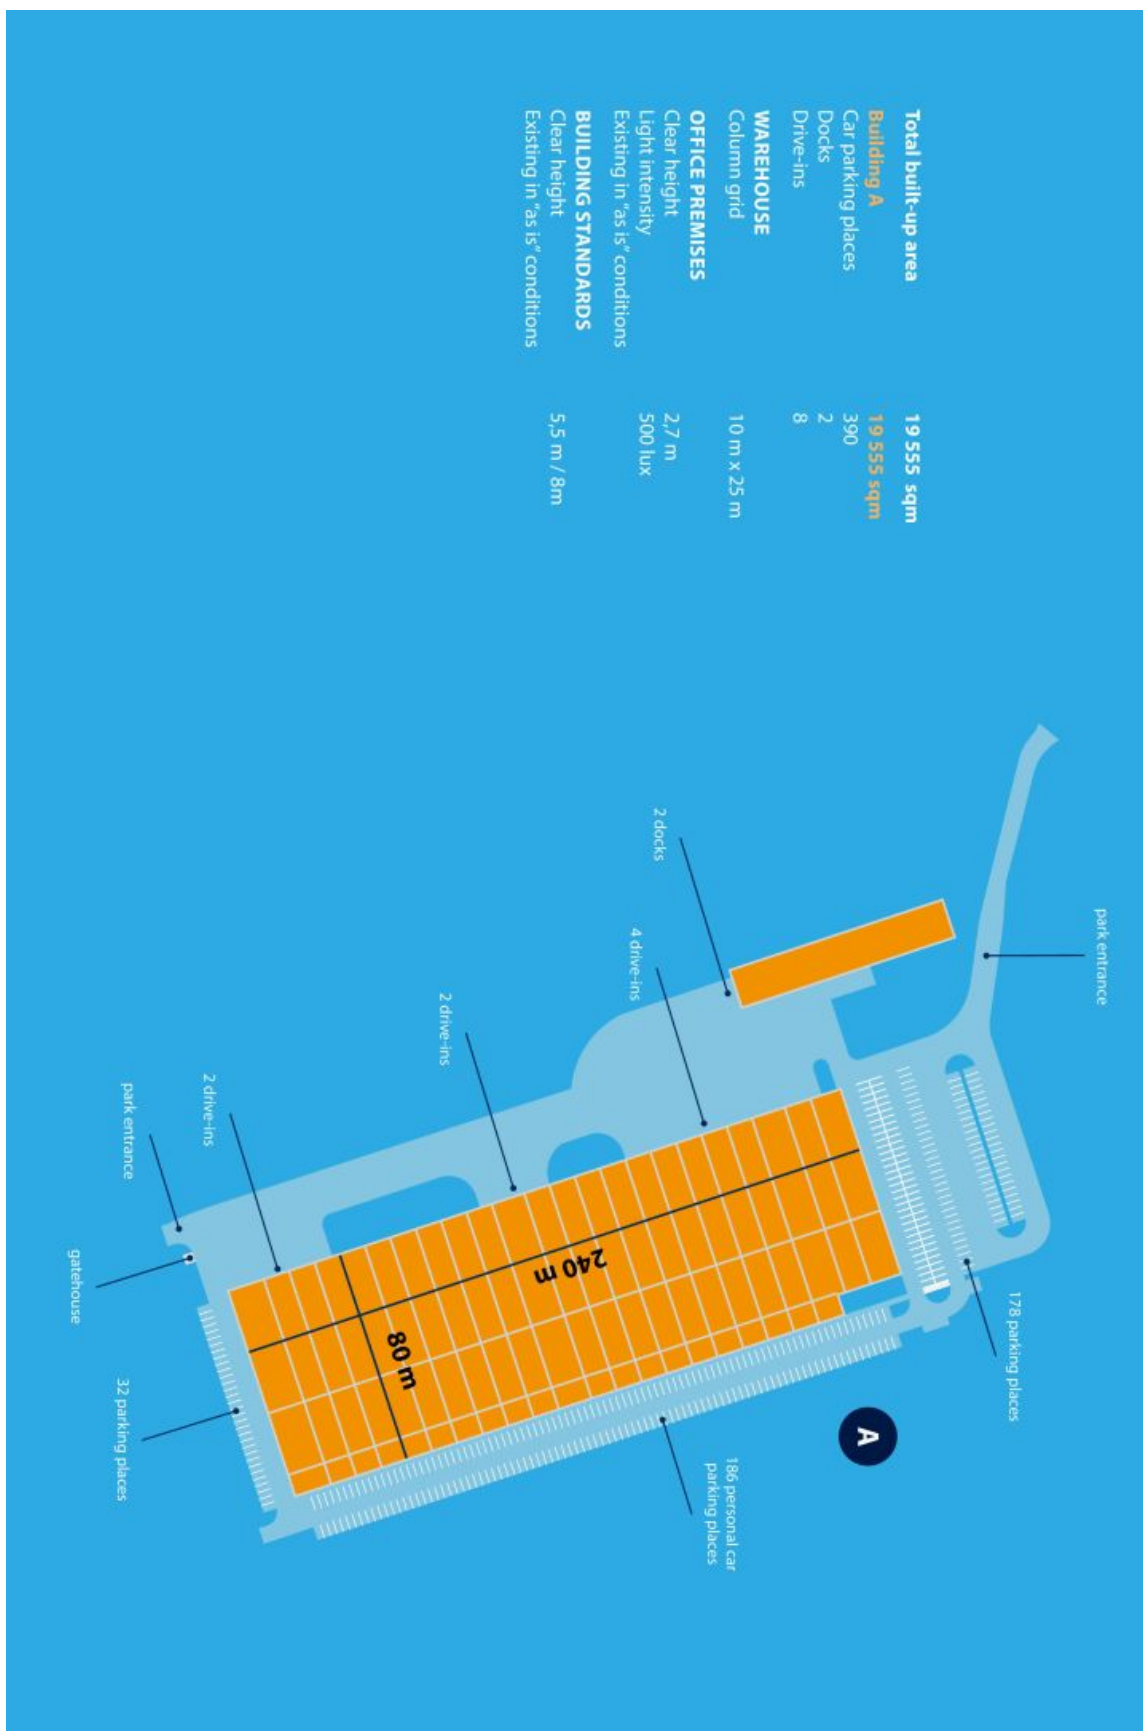 Total built-up area 19 555 sqm
Building A 19 555 sqm
Car parking places 390
Docks 2
Drive-ins 8
WAREHOUSE
Column grid 10 m x 25 m
OFFICE PREMISES
Clear height 2,7 m
Light intensity 500 lux
Existing in "as is" conditions
BUILDING STANDARDS
Clear height 5,5 m / 8m
Existing in "as is" conditions
park entrance
2 docks
4 drive-ins
2 drive-ins
2 drive-ins
park entrance
gatehouse
32 parking places
240 m
80 m
178 parking places
A
186 personal car
parking places